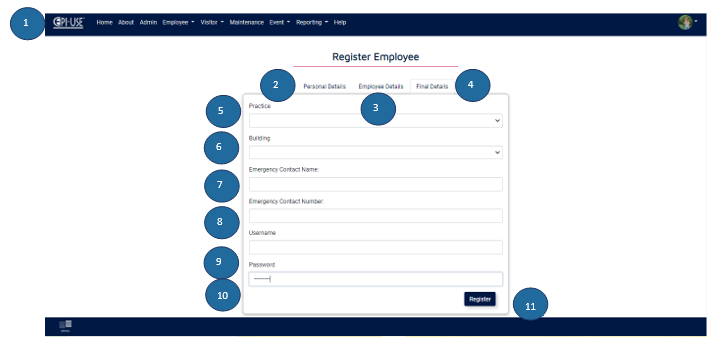 1
EPI-USE Home About Admin Employee Visitor Maintenance Event Reporting Help
Register Employee
2 Personal Details Employee Details Final Details 4
3
5 Practice
6 Building
7 Emergency Contact Name:
8 Emergency Contact Number:
Username
9 Password
10
Register 11